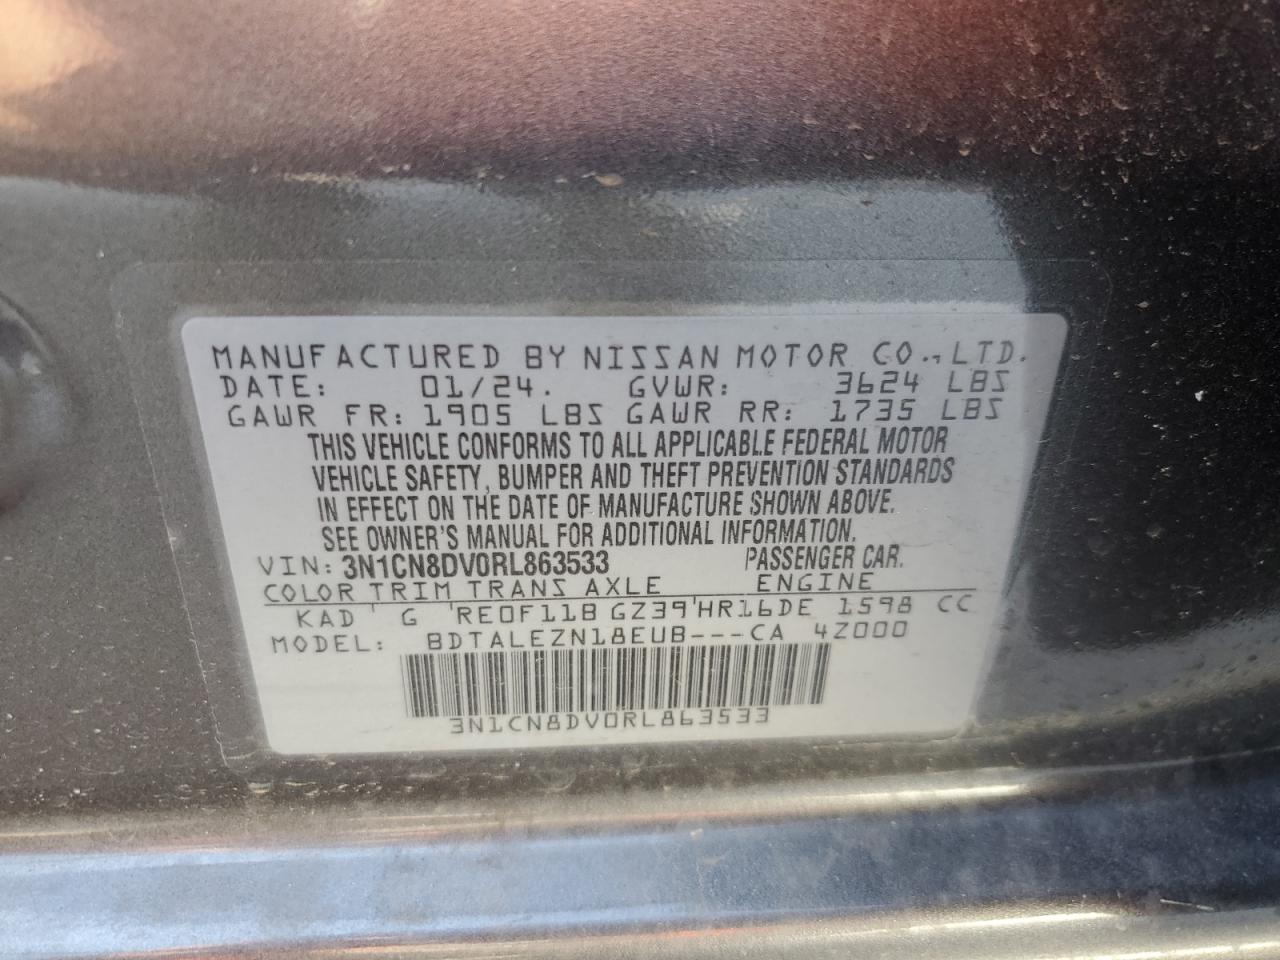 MANUFACTURED BY NISSAN MOTOR CO., LTD.
DATE: 01/24. GVWR: 3624 LBS
GAWR FR: 1905 LBS GAWR RR: 1735 LBS
THIS VEHICLE CONFORMS TO ALL APPLICABLE FEDERAL MOTOR
VEHICLE SAFETY, BUMPER AND THEFT PREVENTION STANDARDS
IN EFFECT ON THE DATE OF MANUFACTURE SHOWN ABOVE.
SEE OWNER'S MANUAL FOR ADDITIONAL INFORMATION.
VIN: 3N1CN8DV0RL863533 PASSENGER CAR.
COLOR TRIM TRANS AXLE ENGINE
KAD G RE0F11B GZ39 HR16DE 1598 CC
MODEL: BDTALEZN18EUB---CA 4Z000
3N1CN8DV0RL863533